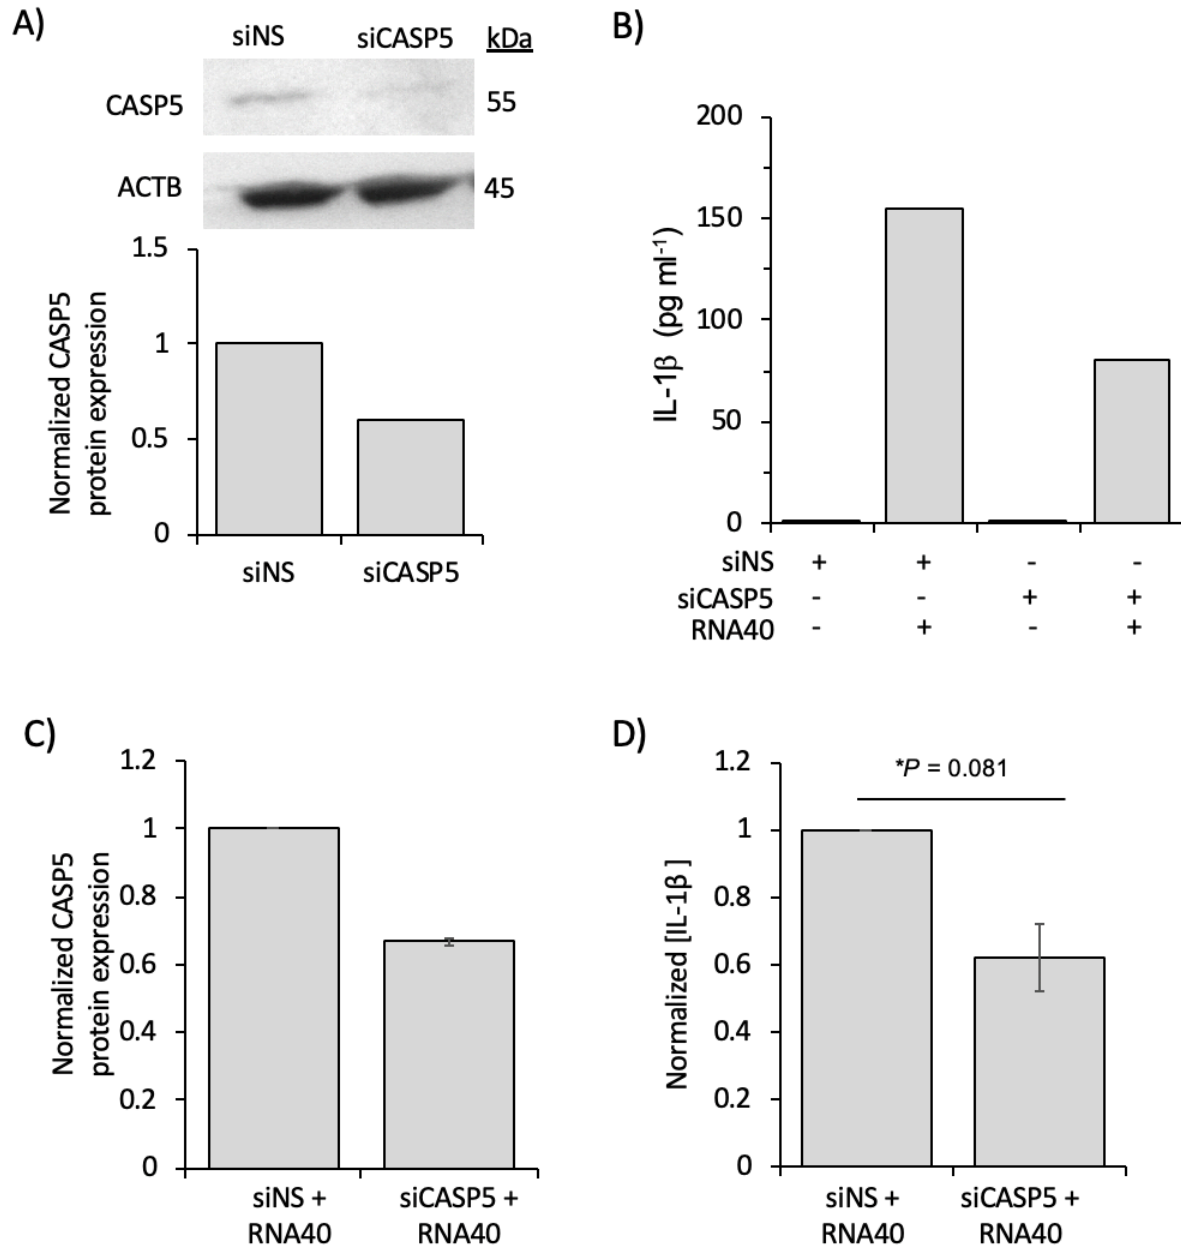 A)
siNS siCASP5 kDa
CASP5 55
ACTB 45
Normalized CASP5
protein expression
1.5
1
0.5
0
siNS siCASP5
B)
IL-1β (pg ml-1)
200
150
100
50
0
siNS + + - -
siCASP5 - - + +
RNA40 - + - +
C)
Normalized CASP5
protein expression
1.2
1
0.8
0.6
0.4
0.2
0
siNS + siCASP5 +
RNA40 RNA40
D)
Normalized [IL-1β ]
1.2
1
0.8
0.6
0.4
0.2
0
*P = 0.081
siNS + siCASP5 +
RNA40 RNA40